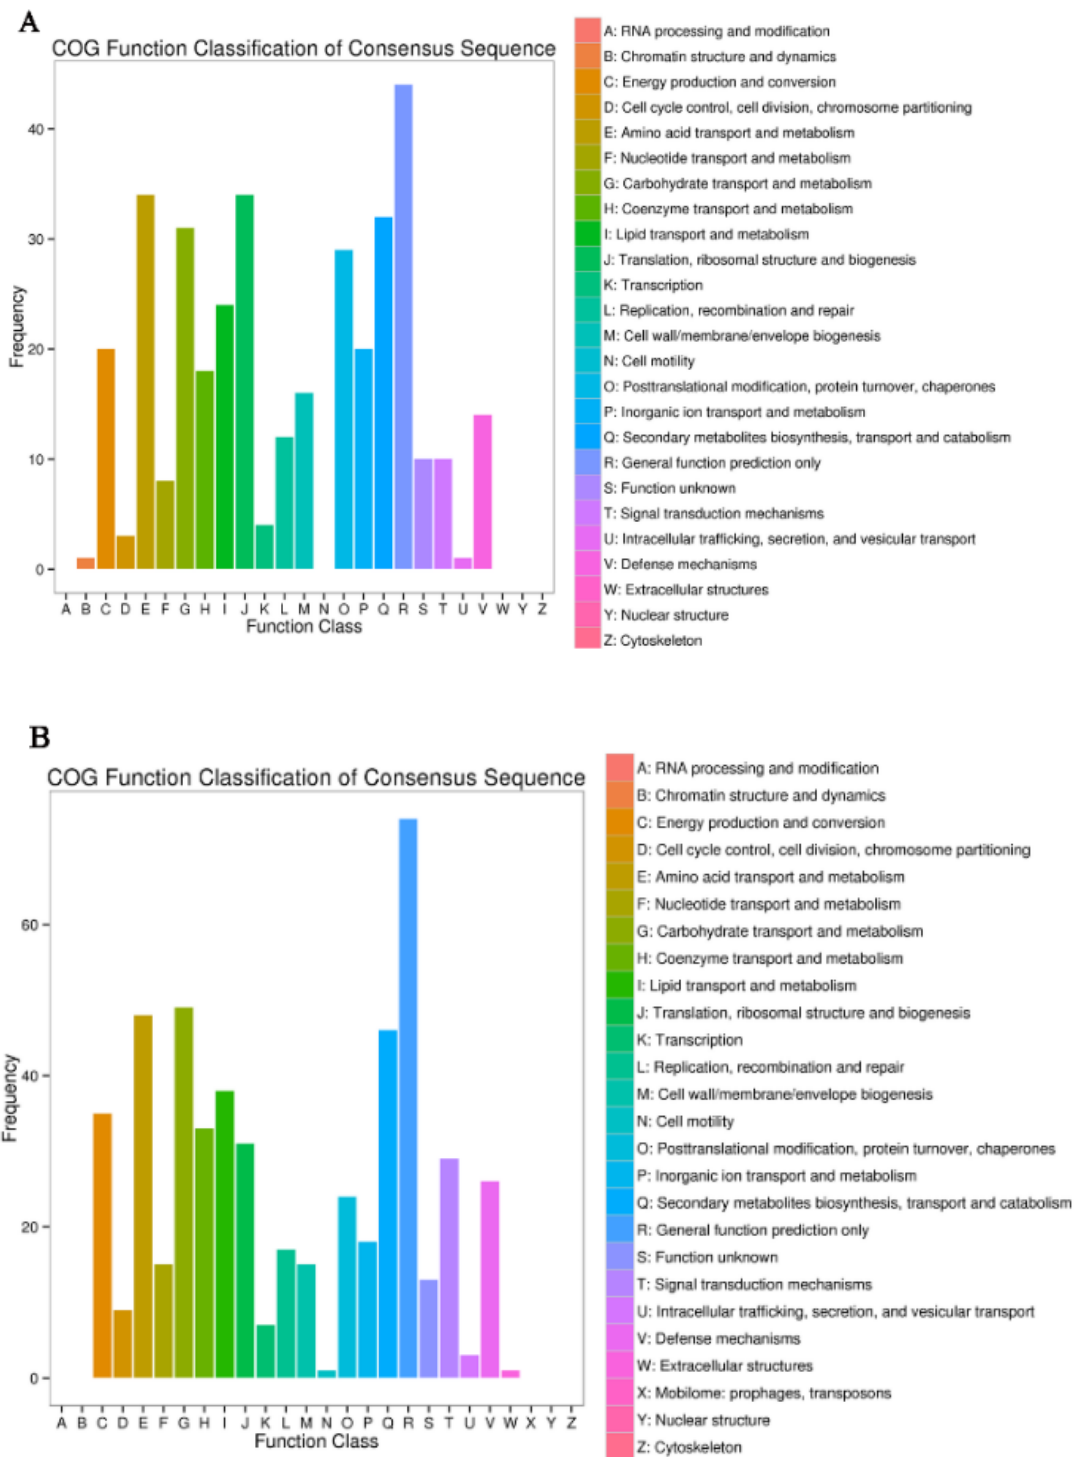 A
COG Function Classification of Consensus Sequence
Frequency
40
30
20
10
0
A B C D E F G H I J K L M N O P Q R S T U V W Y Z
Function Class
A: RNA processing and modification
B: Chromatin structure and dynamics
C: Energy production and conversion
D: Cell cycle control, cell division, chromosome partitioning
E: Amino acid transport and metabolism
F: Nucleotide transport and metabolism
G: Carbohydrate transport and metabolism
H: Coenzyme transport and metabolism
I: Lipid transport and metabolism
J: Translation, ribosomal structure and biogenesis
K: Transcription
L: Replication, recombination and repair
M: Cell wall/membrane/envelope biogenesis
N: Cell motility
O: Posttranslational modification, protein turnover, chaperones
P: Inorganic ion transport and metabolism
Q: Secondary metabolites biosynthesis, transport and catabolism
R: General function prediction only
S: Function unknown
T: Signal transduction mechanisms
U: Intracellular trafficking, secretion, and vesicular transport
V: Defense mechanisms
W: Extracellular structures
Y: Nuclear structure
Z: Cytoskeleton
B
COG Function Classification of Consensus Sequence
Frequency
60
40
20
0
A B C D E F G H I J K L M N O P Q R S T U V W X Y Z
Function Class
A: RNA processing and modification
B: Chromatin structure and dynamics
C: Energy production and conversion
D: Cell cycle control, cell division, chromosome partitioning
E: Amino acid transport and metabolism
F: Nucleotide transport and metabolism
G: Carbohydrate transport and metabolism
H: Coenzyme transport and metabolism
I: Lipid transport and metabolism
J: Translation, ribosomal structure and biogenesis
K: Transcription
L: Replication, recombination and repair
M: Cell wall/membrane/envelope biogenesis
N: Cell motility
O: Posttranslational modification, protein turnover, chaperones
P: Inorganic ion transport and metabolism
Q: Secondary metabolites biosynthesis, transport and catabolism
R: General function prediction only
S: Function unknown
T: Signal transduction mechanisms
U: Intracellular trafficking, secretion, and vesicular transport
V: Defense mechanisms
W: Extracellular structures
X: Mobilome: prophages, transposons
Y: Nuclear structure
Z: Cytoskeleton